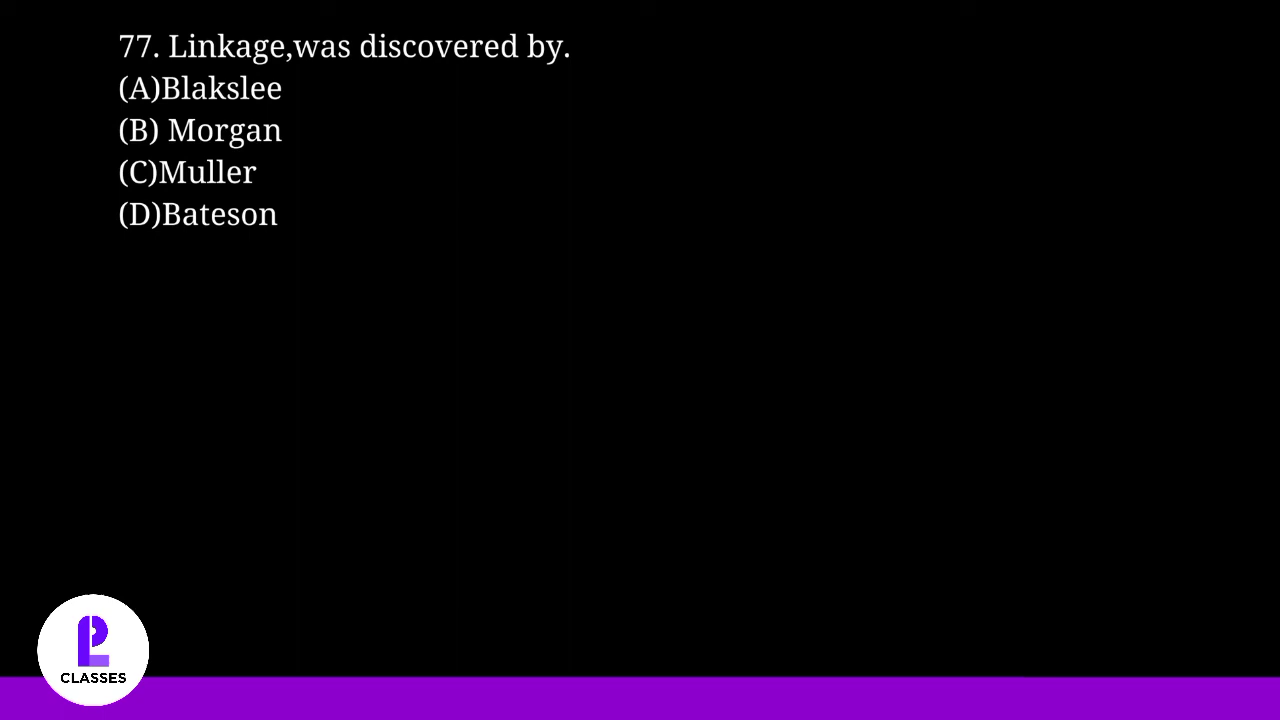 77. Linkage,was discovered by.
(A)Blakslee
(B) Morgan
(C)Muller
(D)Bateson
CLASSES